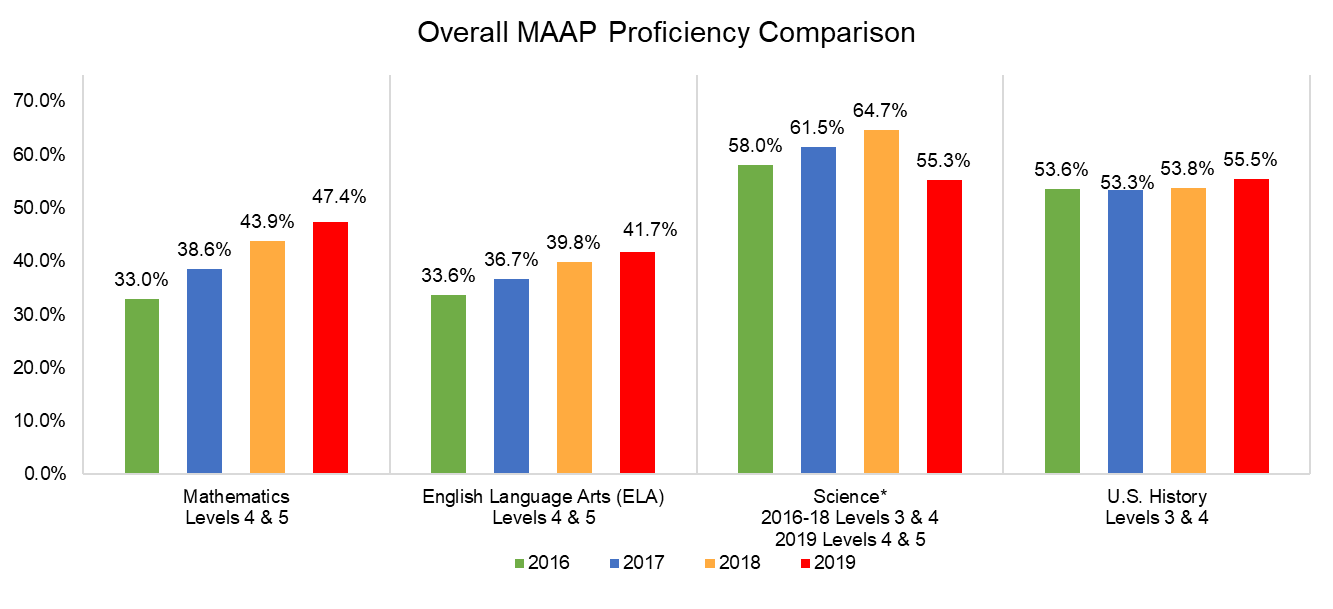 Overall MAAP Proficiency Comparison
70.0%
60.0%
50.0%
40.0%
30.0%
20.0%
10.0%
0.0%
33.0%
38.6%
43.9%
47.4%
33.6%
36.7%
39.8%
41.7%
58.0%
61.5%
64.7%
55.3%
53.6%
53.3%
53.8%
55.5%
Mathematics
Levels 4 & 5
English Language Arts (ELA)
Levels 4 & 5
Science*
2016-18 Levels 3 & 4
2019 Levels 4 & 5
U.S. History
Levels 3 & 4
2016 2017 2018 2019